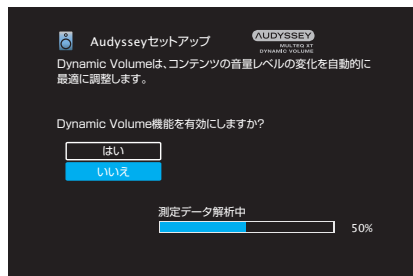 Audysseyセットアップ
AUDYSSEY
MULTEQ XT
DYNAMIC VOLUME
Dynamic Volumeは、コンテンツの音量レベルの変化を自動的に
最適に調整します。
Dynamic Volume機能を有効にしますか?
はい
いいえ
測定データ解析中
50%